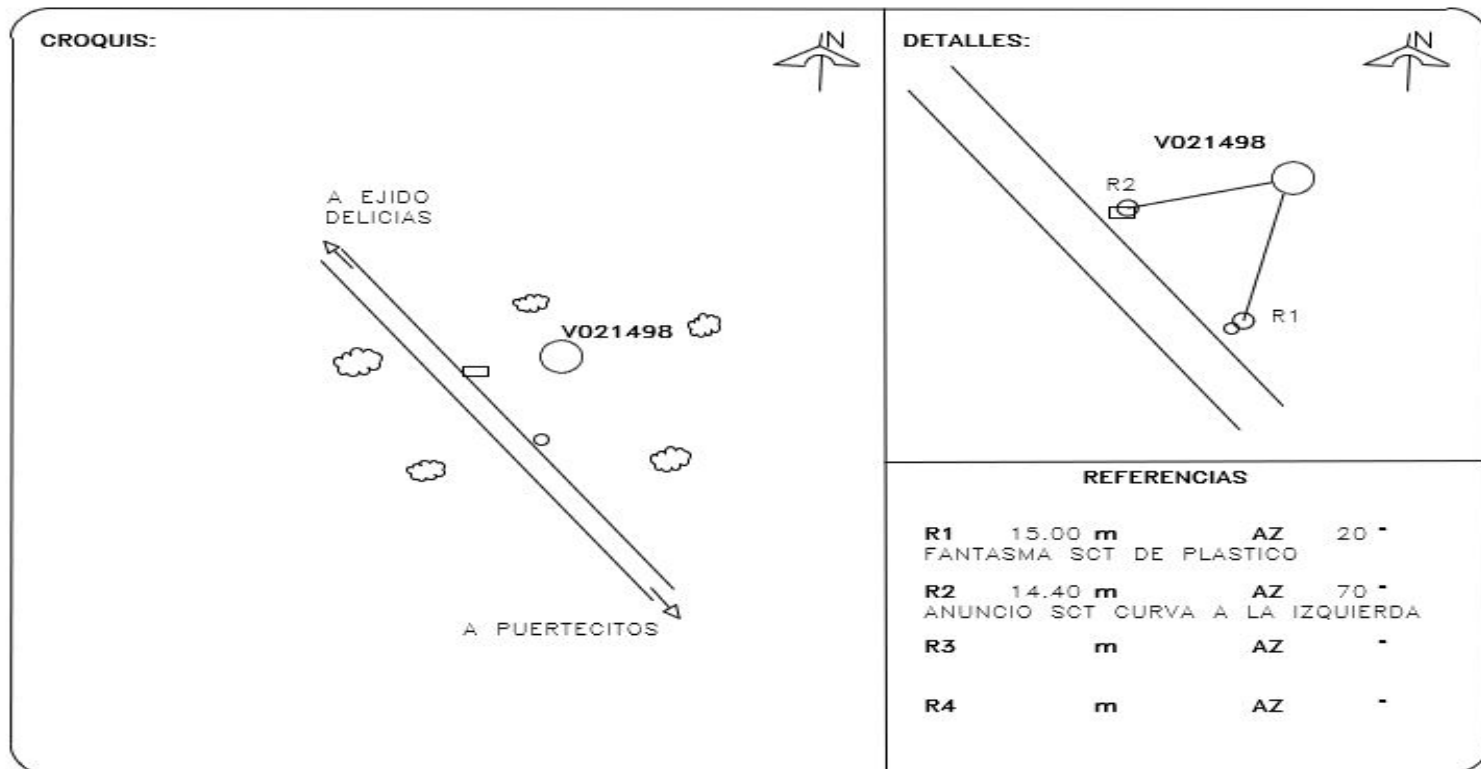 CROQUIS:
N
A EJIDO
DELICIAS
V021498
A PUERTECITOS
DETALLES:
N
V021498
R2
R1
REFERENCIAS
R1 15.00 m AZ 20 -
FANTASMA SCT DE PLASTICO
R2 14.40 m AZ 70 -
ANUNCIO SCT CURVA A LA IZQUIERDA
R3 m AZ -
R4 m AZ -